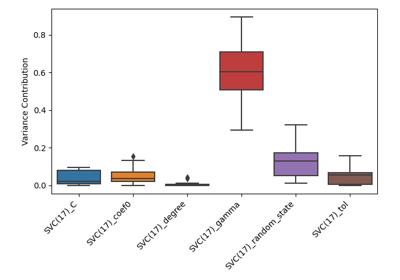 0.8
0.6
0.4
0.2
0.0
Variance Contribution
SVC(17)_C
SVC(17)_coef0
SVC(17)_degree
SVC(17)_gamma
SVC(17)_random_state
SVC(17)_tol